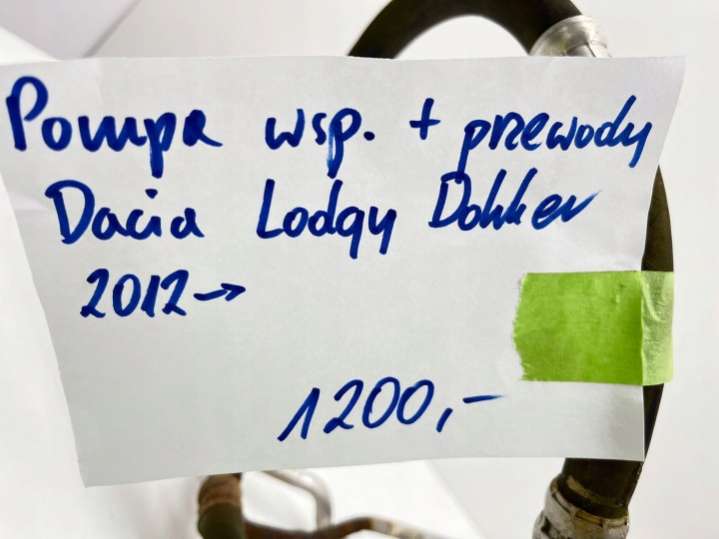 Pompa wsp. + przewody
Dacia Lodgy Dokker
2012→
1200,-